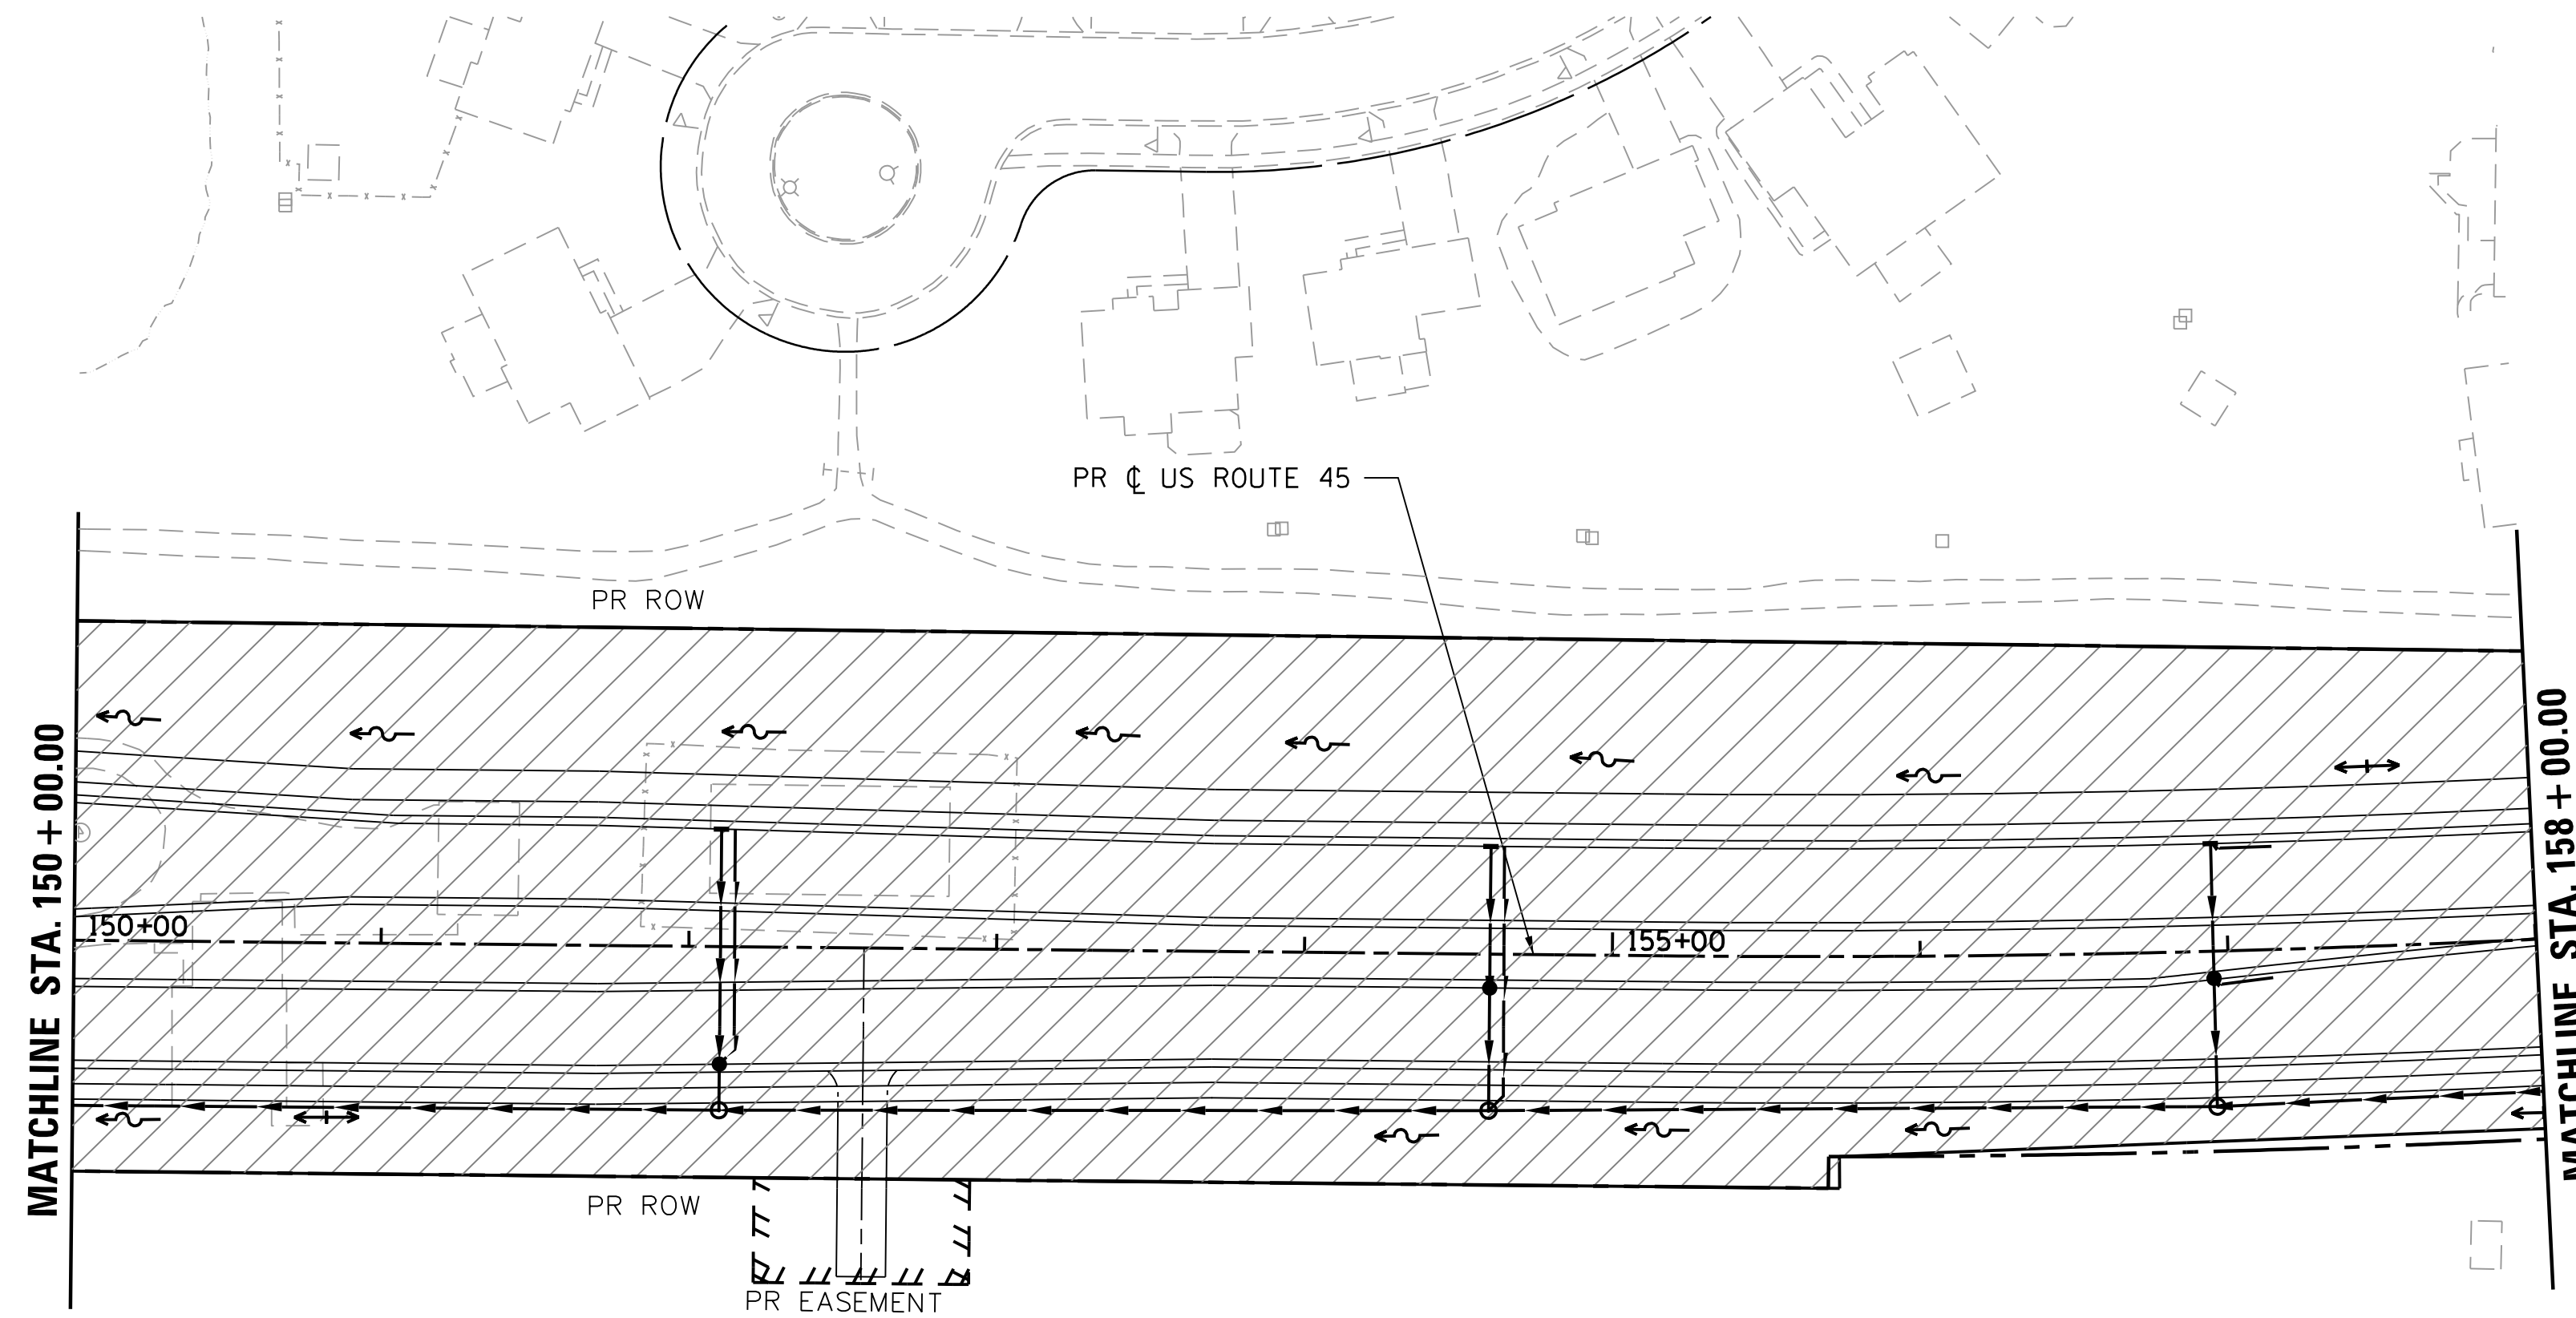 PR ℄ US ROUTE 45
PR ROW
MATCHLINE STA. 150+00.00
MATCHLINE STA. 158+00.00
150+00
155+00
PR ROW
PR EASEMENT